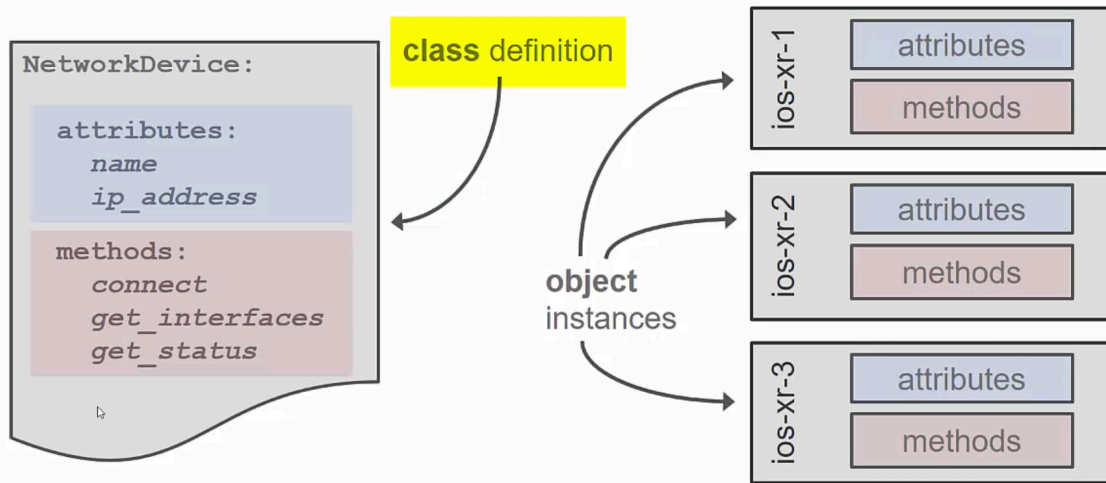 class definition
NetworkDevice:
attributes:
name
ip_address
methods:
connect
get_interfaces
get_status
object
instances
ios-xr-1
attributes
methods
ios-xr-2
attributes
methods
ios-xr-3
attributes
methods